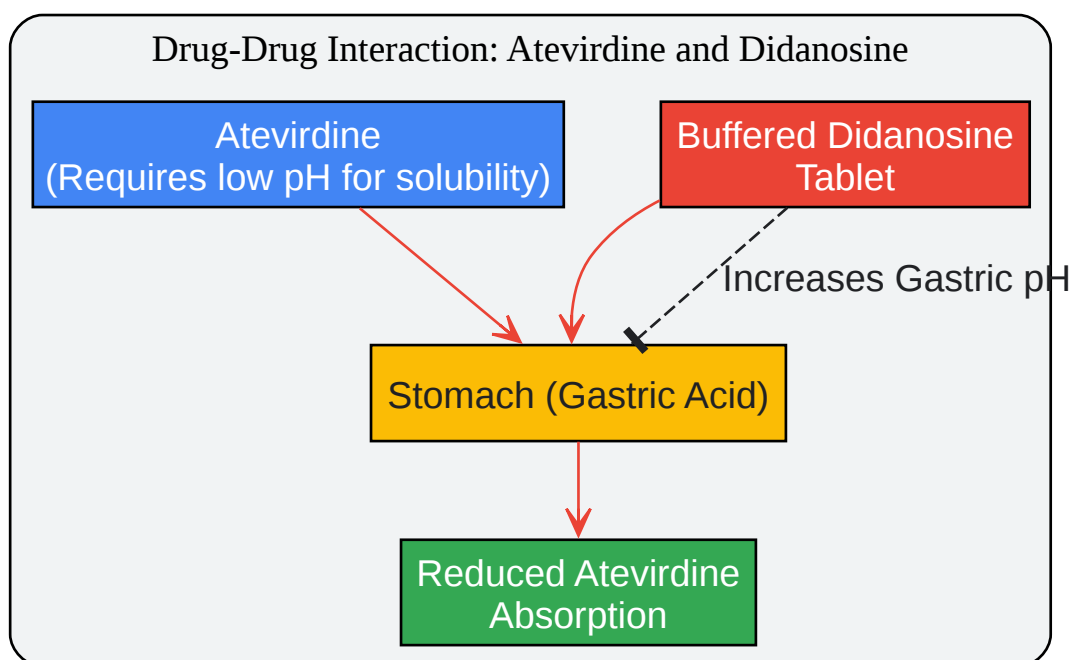 Drug-Drug Interaction: Atevirdine and Didanosine
Atevirdine
(Requires low pH for solubility)
Buffered Didanosine
Tablet
Increases Gastric pH
Stomach (Gastric Acid)
Reduced Atevirdine
Absorption